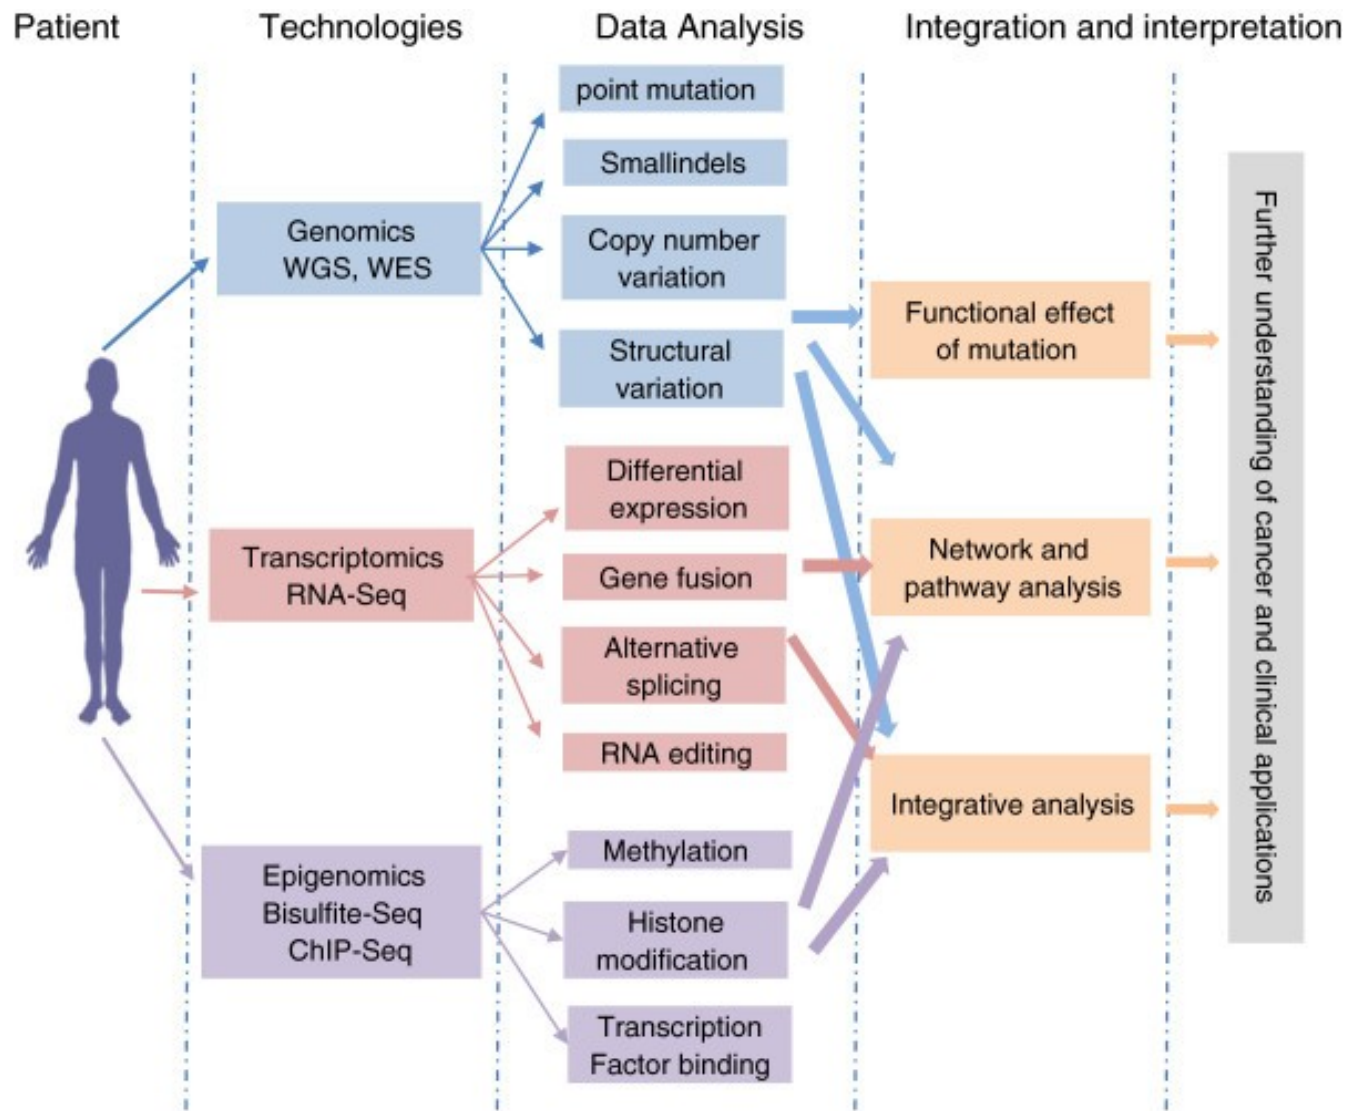 Patient
Technologies
Data Analysis
Integration and interpretation
Genomics
WGS, WES
Transcriptomics
RNA-Seq
Epigenomics
Bisulfite-Seq
ChIP-Seq
point mutation
Smallindels
Copy number
variation
Structural
variation
Differential
expression
Gene fusion
Alternative
splicing
RNA editing
Methylation
Histone
modification
Transcription
Factor binding
Functional effect
of mutation
Network and
pathway analysis
Integrative analysis
Further understanding of cancer and clinical applications